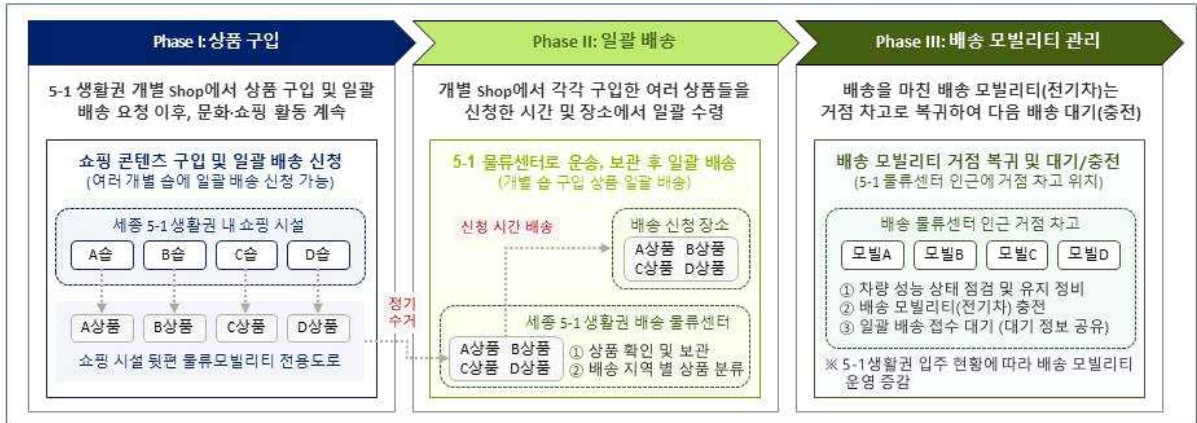 Phase I: 상품 구입
5-1 생활권 개별 Shop에서 상품 구입 및 일괄
배송 요청 이후, 문화·쇼핑 활동 계속
쇼핑 콘텐츠 구입 및 일괄 배송 신청
(여러 개별 숍에 일괄 배송 신청 가능)
세종 5-1 생활권 내 쇼핑 시설
A숍 B숍 C숍 D숍
A상품 B상품 C상품 D상품
쇼핑 시설 뒷편 물류모빌리티 전용도로
정기
수거
Phase II: 일괄 배송
개별 Shop에서 각각 구입한 여러 상품들을
신청한 시간 및 장소에서 일괄 수령
5-1 물류센터로 운송, 보관 후 일괄 배송
(개별 숍 구입 상품 일괄 배송)
신청 시간 배송
배송 신청 장소
A상품 B상품
C상품 D상품
세종 5-1 생활권 배송 물류센터
A상품 B상품
C상품 D상품
① 상품 확인 및 보관
② 배송 지역 별 상품 분류
Phase III: 배송 모빌리티 관리
배송을 마친 배송 모빌리티(전기차)는
거점 차고로 복귀하여 다음 배송 대기(충전)
배송 모빌리티 거점 복귀 및 대기/충전
(5-1 물류센터 인근에 거점 차고 위치)
배송 물류센터 인근 거점 차고
모빌A 모빌B 모빌C 모빌D
① 차량 성능 상태 점검 및 유지 정비
② 배송 모빌리티(전기차) 충전
③ 일괄 배송 접수 대기 (대기 정보 공유)
※ 5-1생활권 입주 현황에 따라 배송 모빌리티
운영 증감